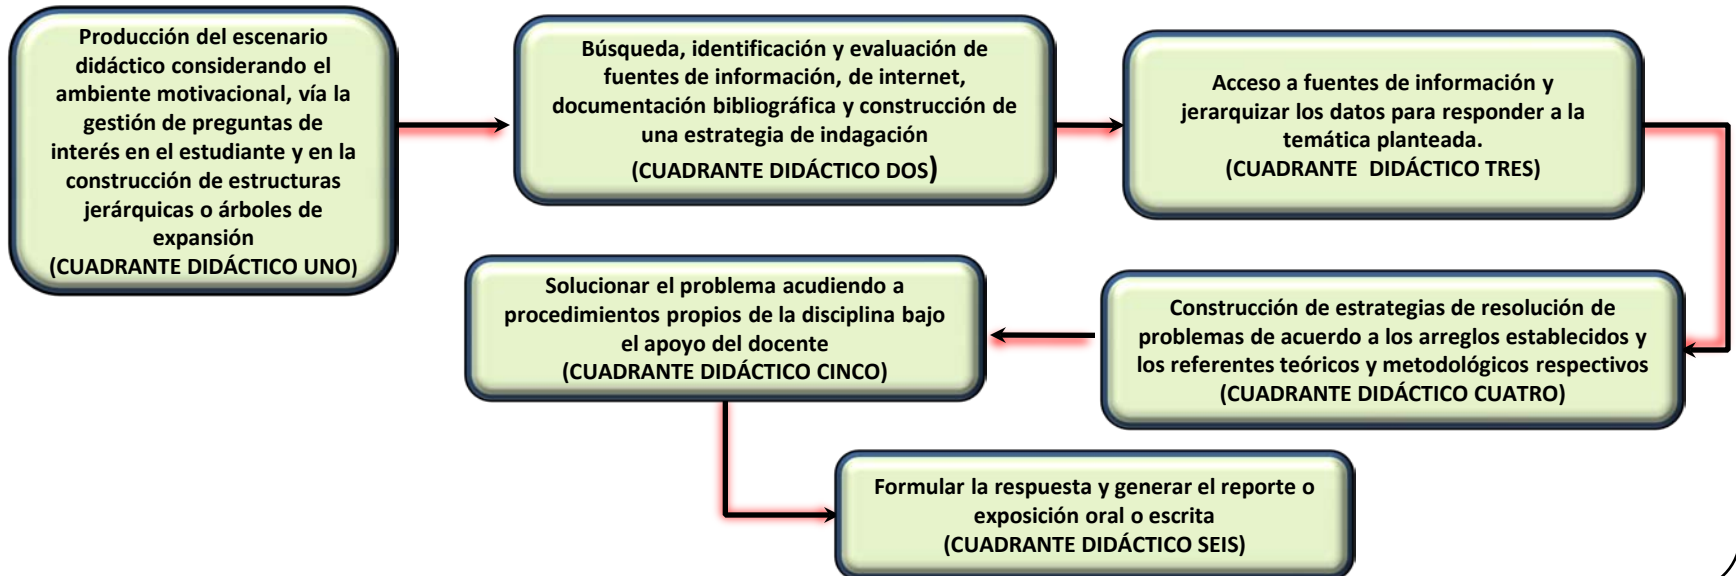 Producción del escenario
didáctico considerando el
ambiente motivacional, vía la
gestión de preguntas de
interés en el estudiante y en la
construcción de estructuras
jerárquicas o árboles de
expansión
(CUADRANTE DIDÁCTICO UNO)
Búsqueda, identificación y evaluación de
fuentes de información, de internet,
documentación bibliográfica y construcción de
una estrategia de indagación
(CUADRANTE DIDÁCTICO DOS)
Acceso a fuentes de información y
jerarquizar los datos para responder a la
temática planteada.
(CUADRANTE DIDÁCTICO TRES)
Construcción de estrategias de resolución de
problemas de acuerdo a los arreglos establecidos y
los referentes teóricos y metodológicos respectivos
(CUADRANTE DIDÁCTICO CUATRO)
Solucionar el problema acudiendo a
procedimientos propios de la disciplina bajo
el apoyo del docente
(CUADRANTE DIDÁCTICO CINCO)
Formular la respuesta y generar el reporte o
exposición oral o escrita
(CUADRANTE DIDÁCTICO SEIS)